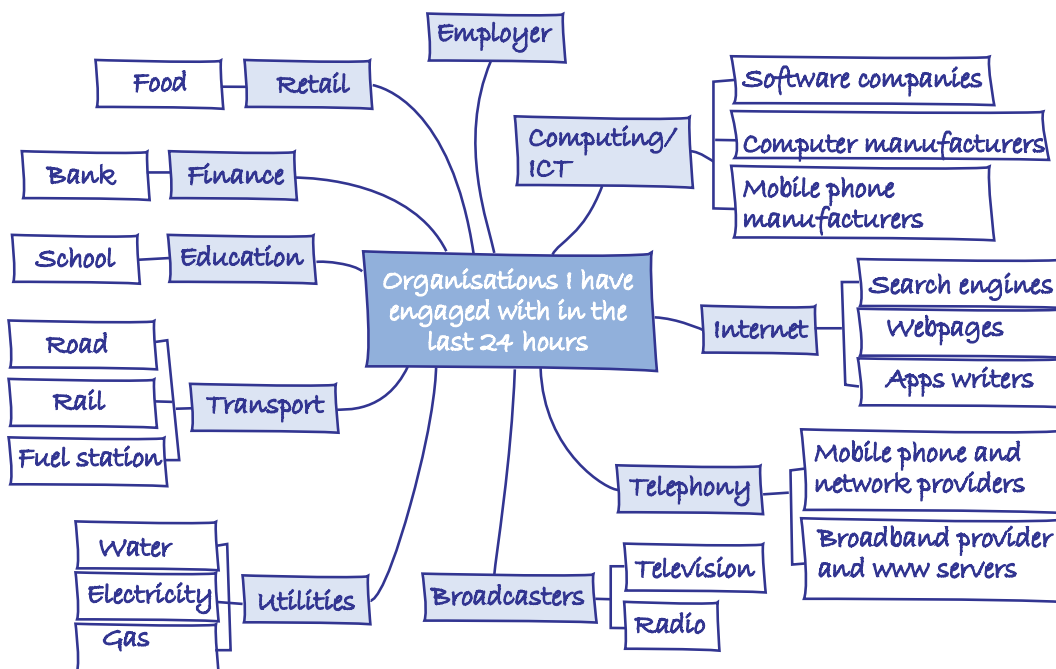 Employer
Food
Retail
Software companies
Computing/
ICT
Computer manufacturers
Bank
Finance
Mobile phone
manufacturers
School
Education
Organisations I have
engaged with in the
last 24 hours
Search engines
Internet
Webpages
Apps writers
Road
Rail
Transport
Fuel station
Mobile phone and
network providers
Telephony
Broadband provider
and www servers
Water
Electricity
Utilities
Gas
Broadcasters
Television
Radio